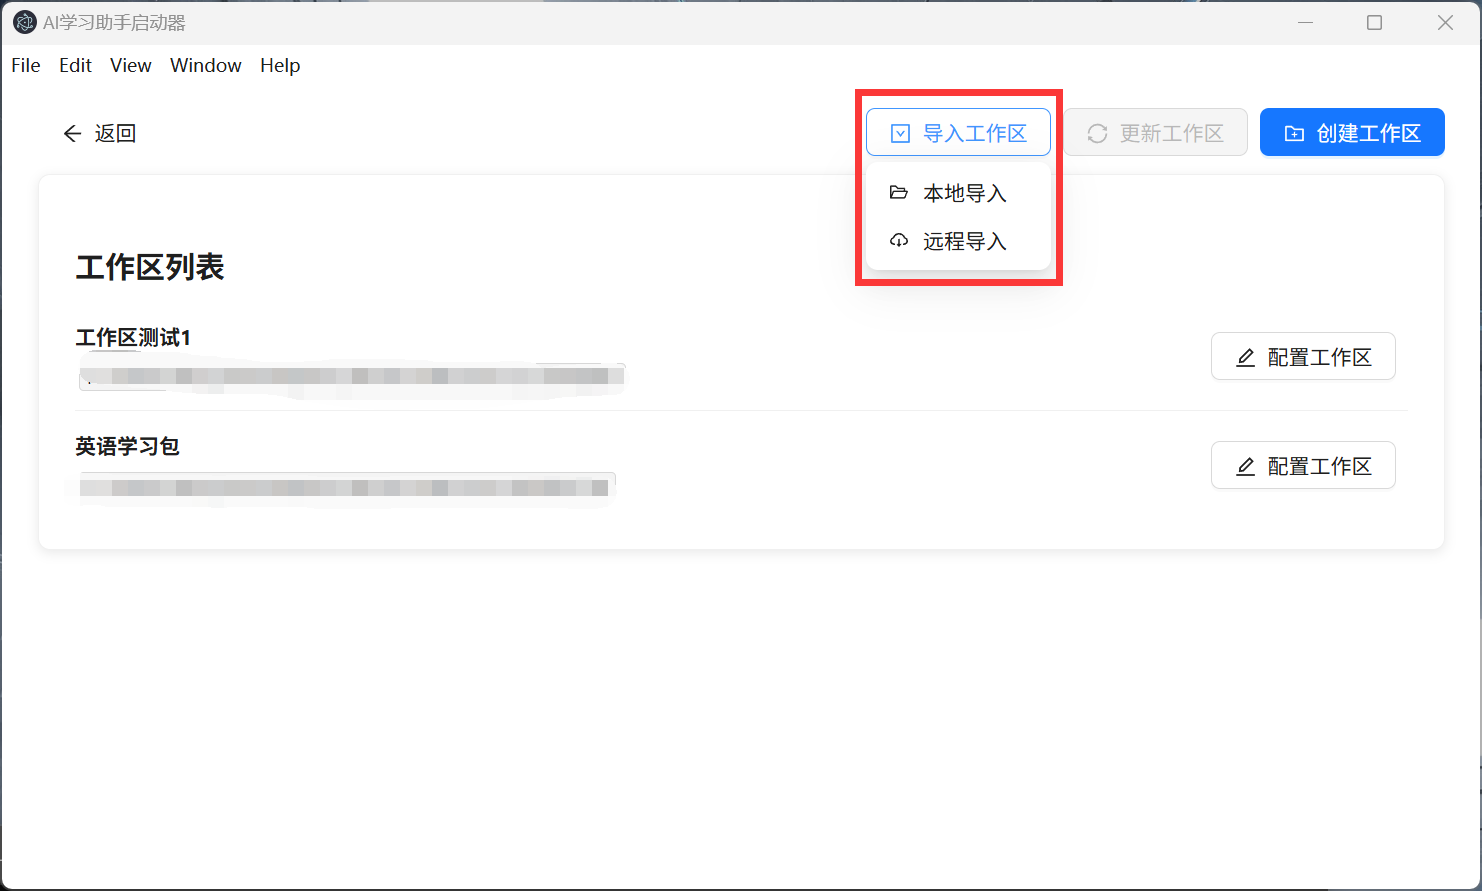 AI学习助手启动器
File Edit View Window Help
返回 导入工作区 更新工作区 创建工作区
本地导入
远程导入
工作区列表
工作区测试1
配置工作区
英语学习包
配置工作区